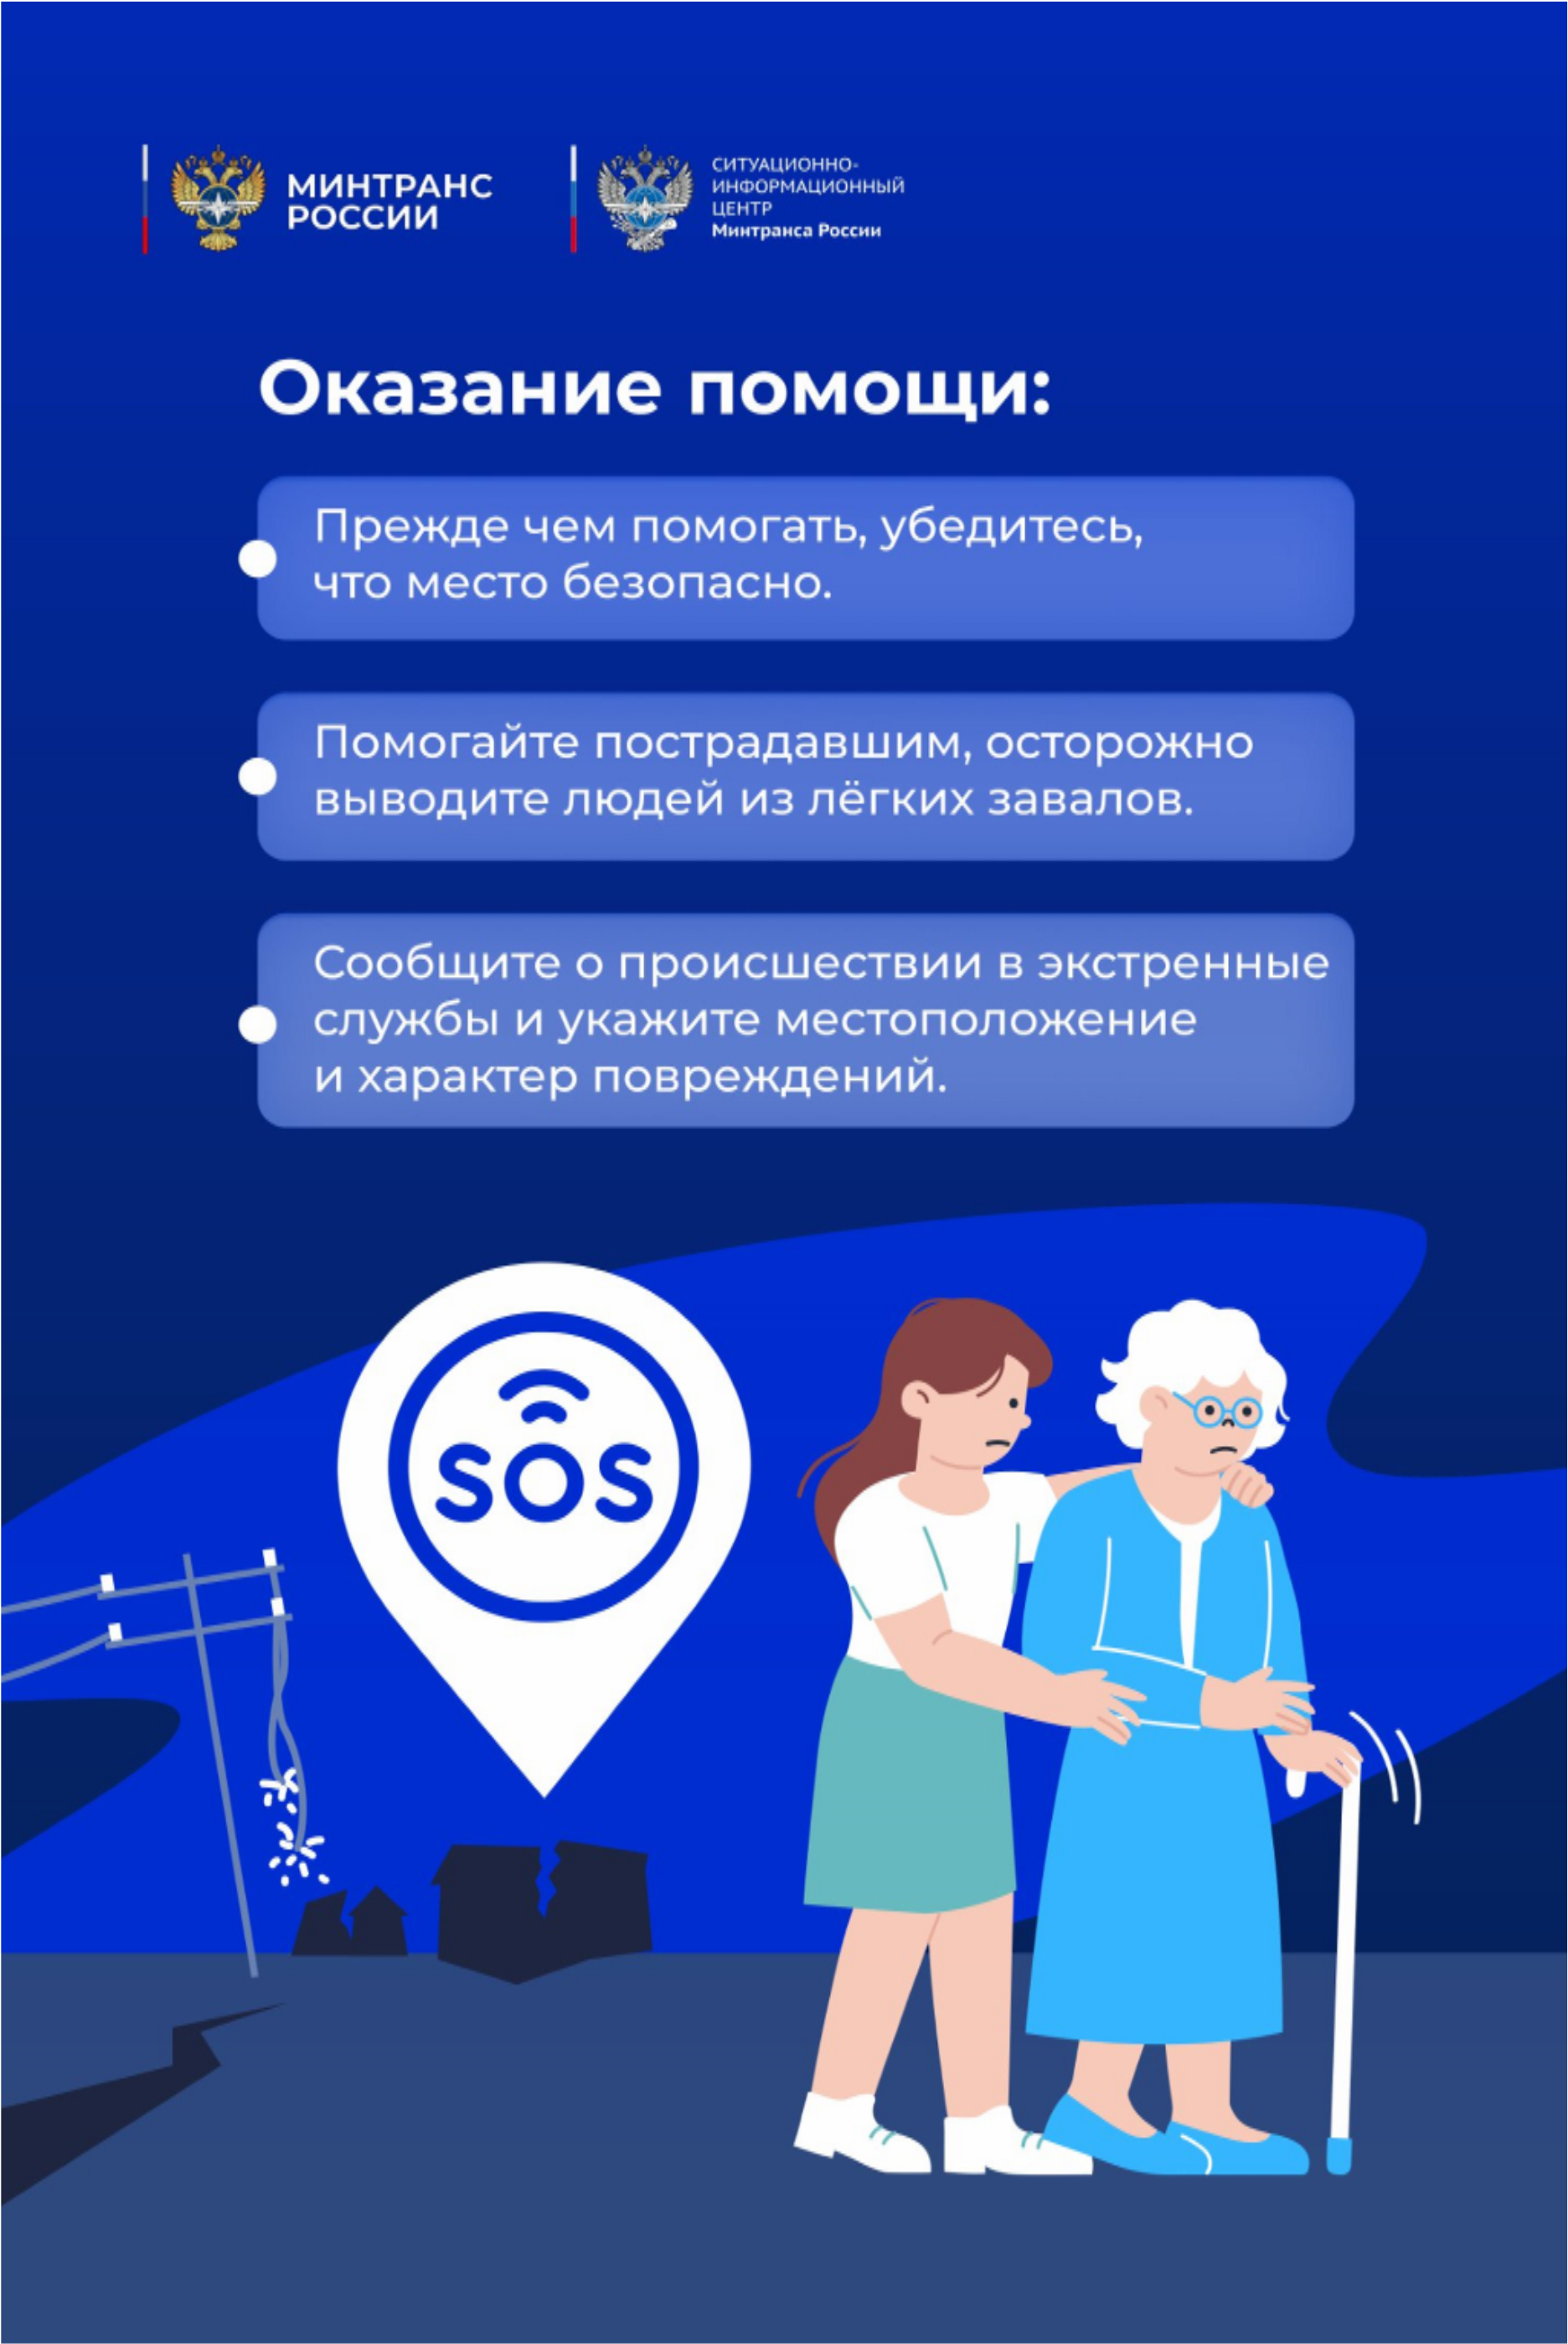 МИНТРАНС
РОССИИ
СИТУАЦИОННО-
ИНФОРМАЦИОННЫЙ
ЦЕНТР
Минтранса России
Оказание помощи:
Прежде чем помогать, убедитесь,
что место безопасно.
Помогайте пострадавшим, осторожно
выводите людей из лёгких завалов.
Сообщите о происшествии в экстренные
службы и укажите местоположение
и характер повреждений.
SOS